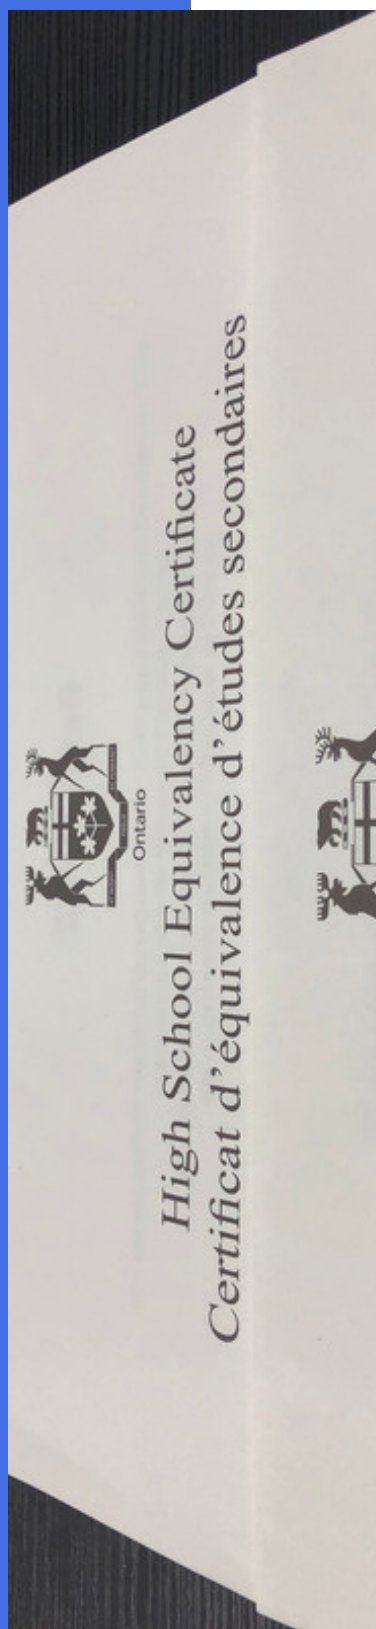 Ontario
High School Equivalency Certificate
Certificat d'équivalence d'études secondaires